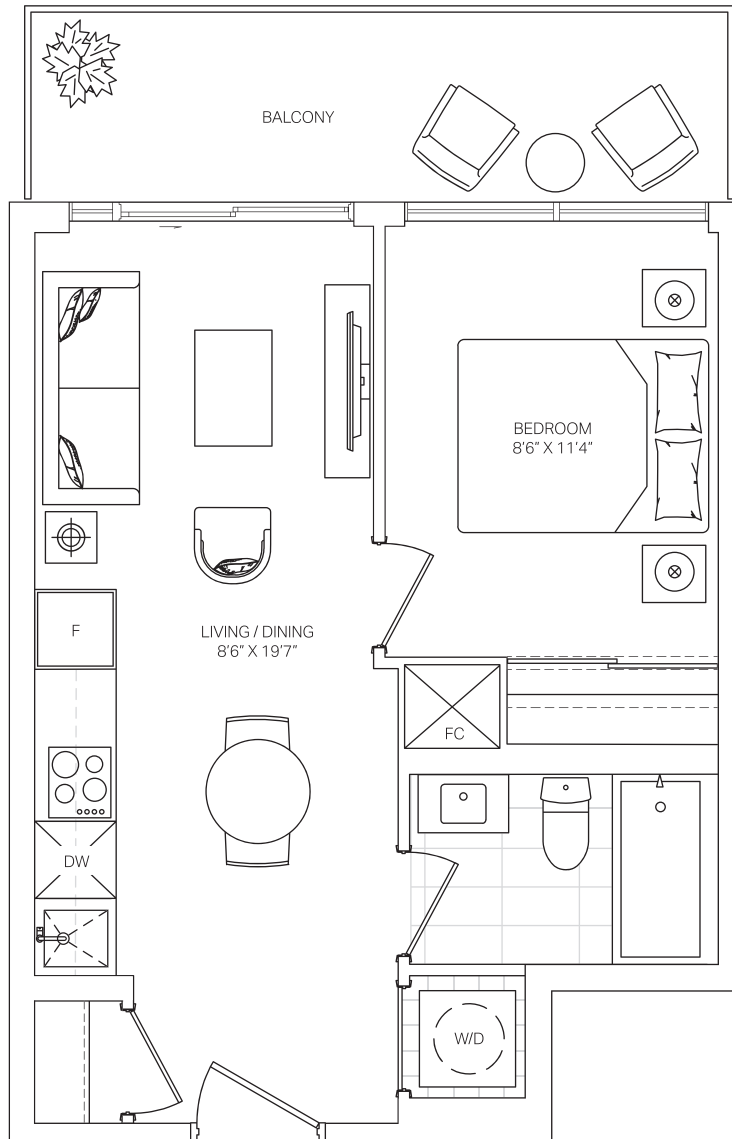 BALCONY
BEDROOM
8'6" X 11'4"
F
LIVING / DINING
8'6" X 19'7"
FC
DW
W/D